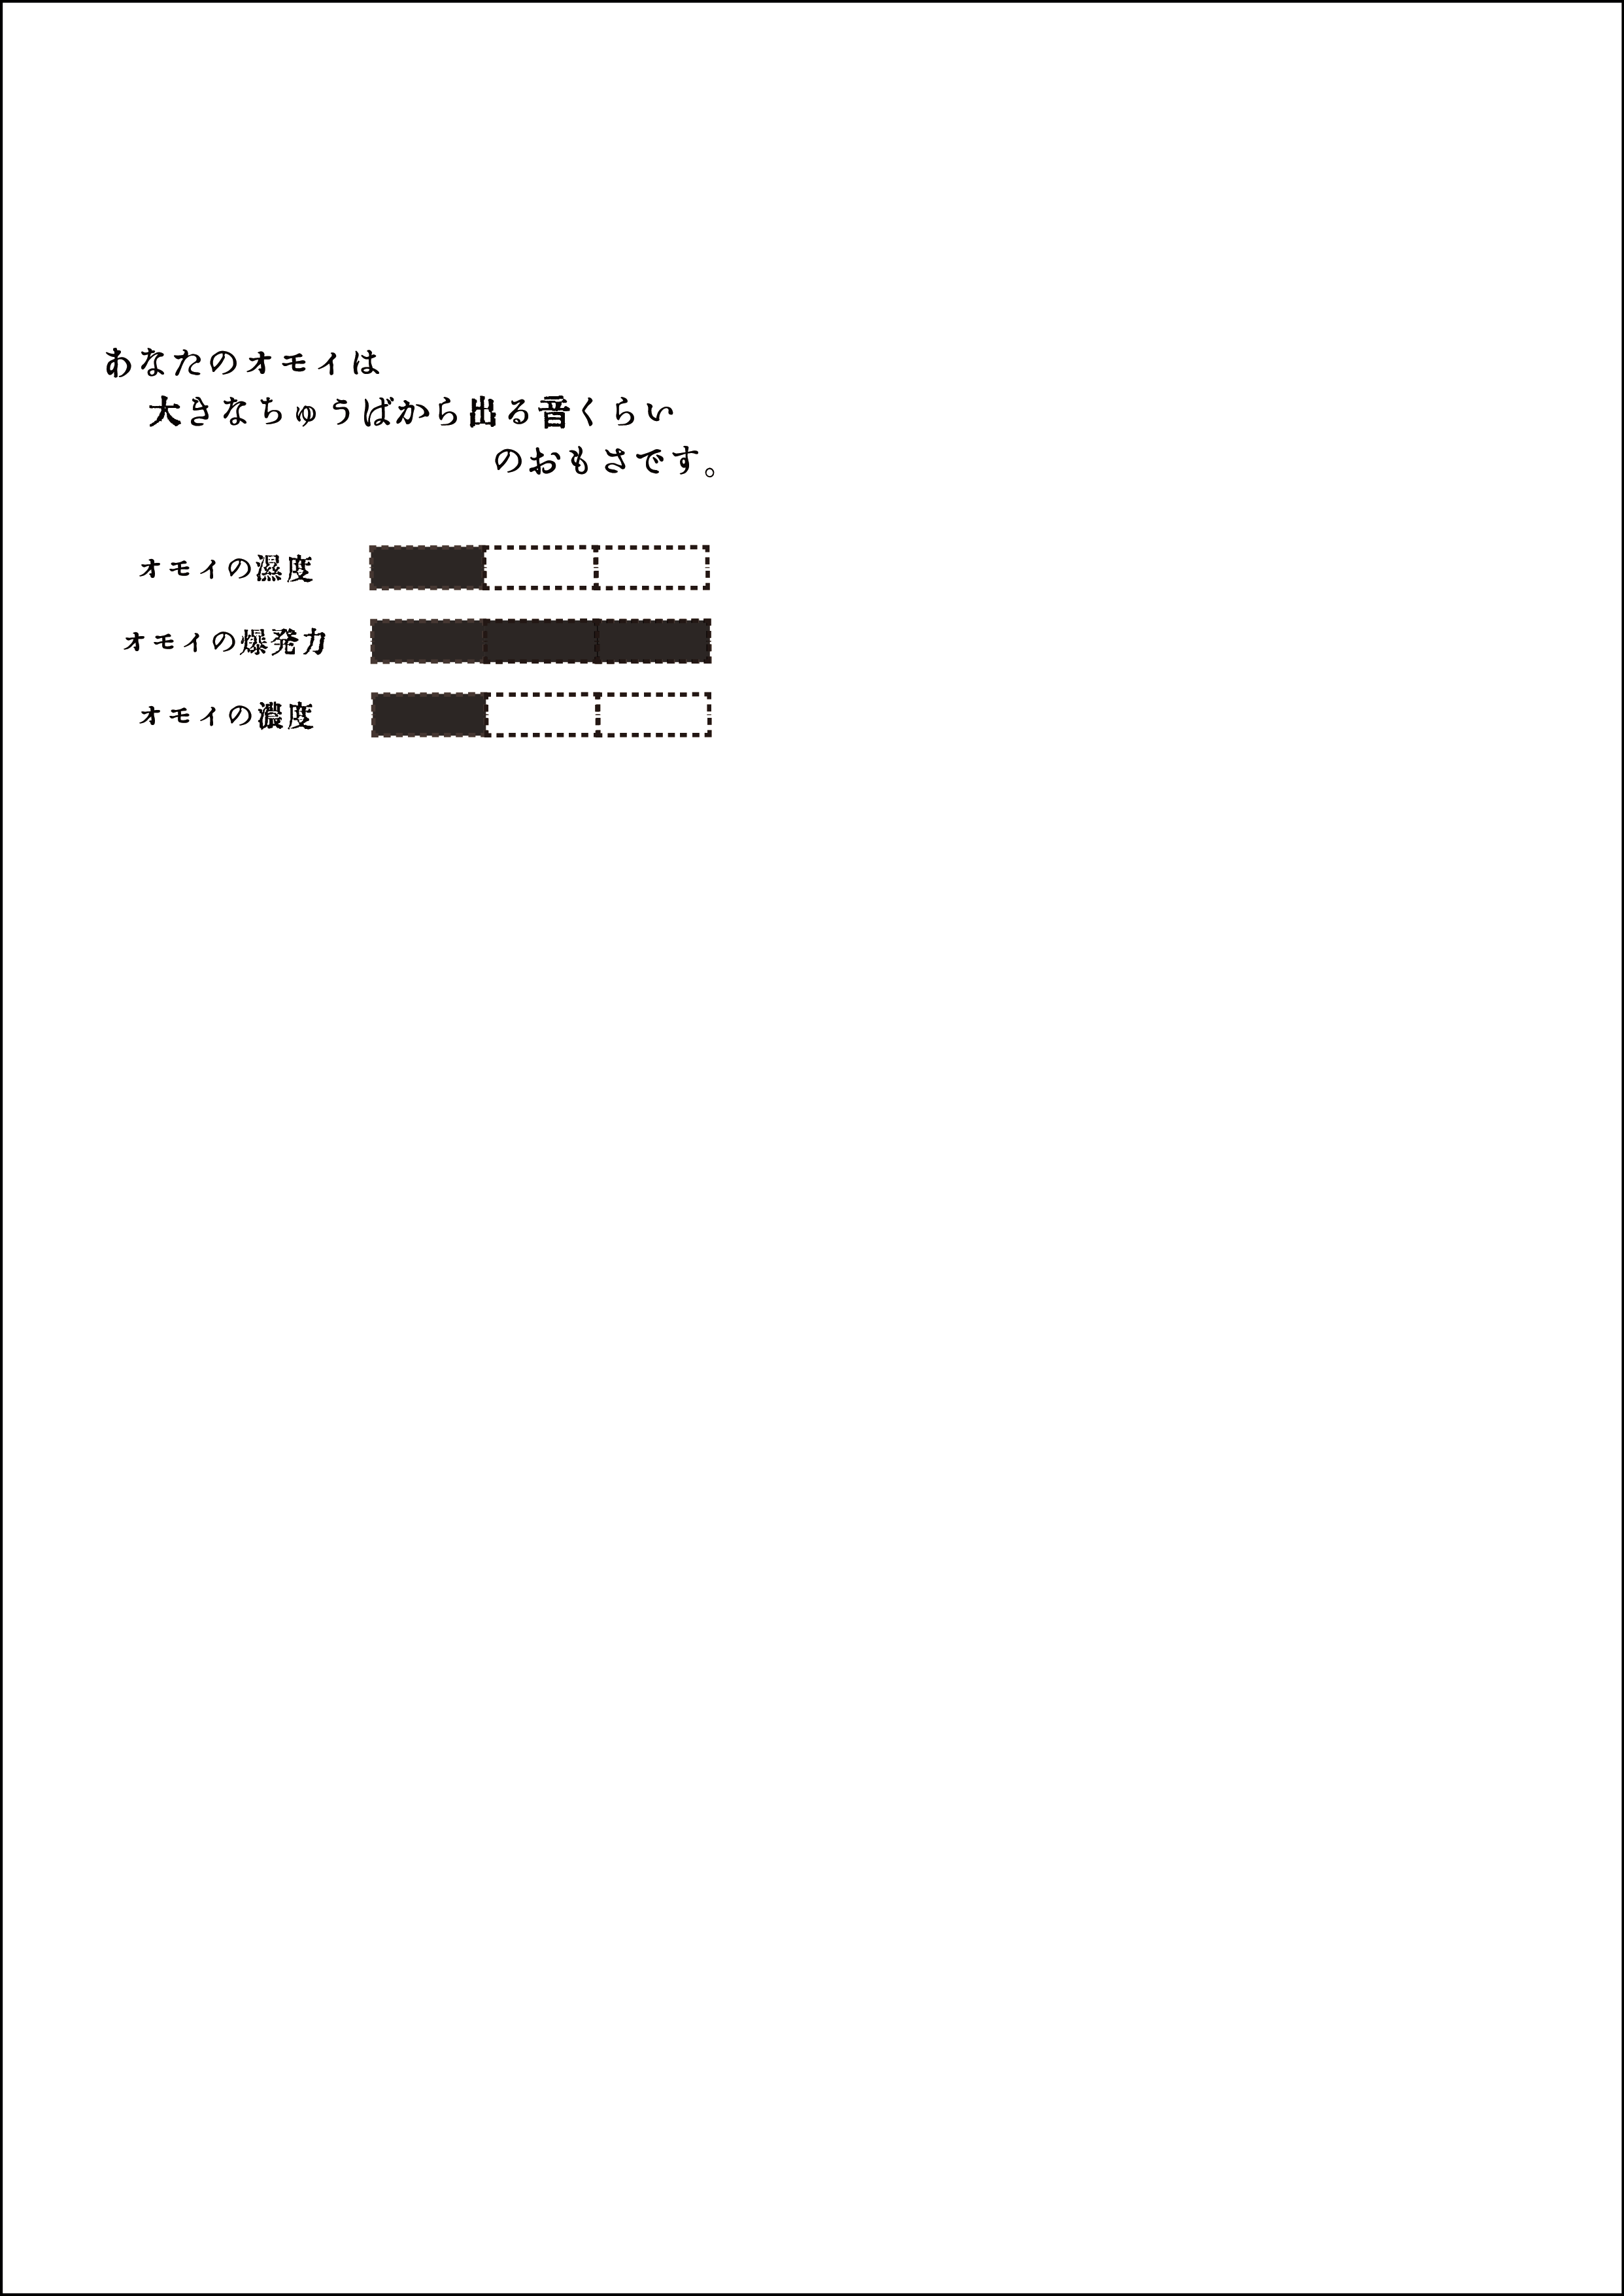 あなたのオモイは
大きなちゅうばから出る音くらい
のおもさです。
オモイの濕度
オモイの爆発力
オモイの濃度